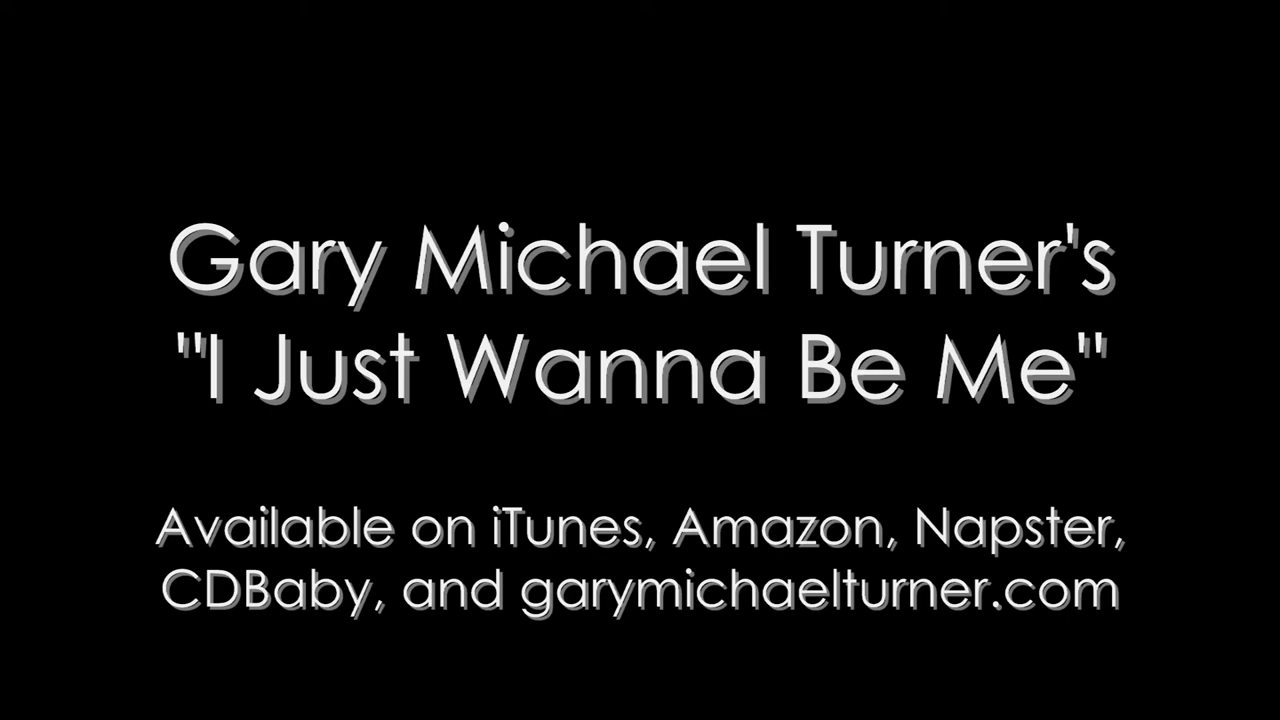 Gary Michael Turner's
"I Just Wanna Be Me"
Available on iTunes, Amazon, Napster,
CDBaby, and garymichaelturner.com